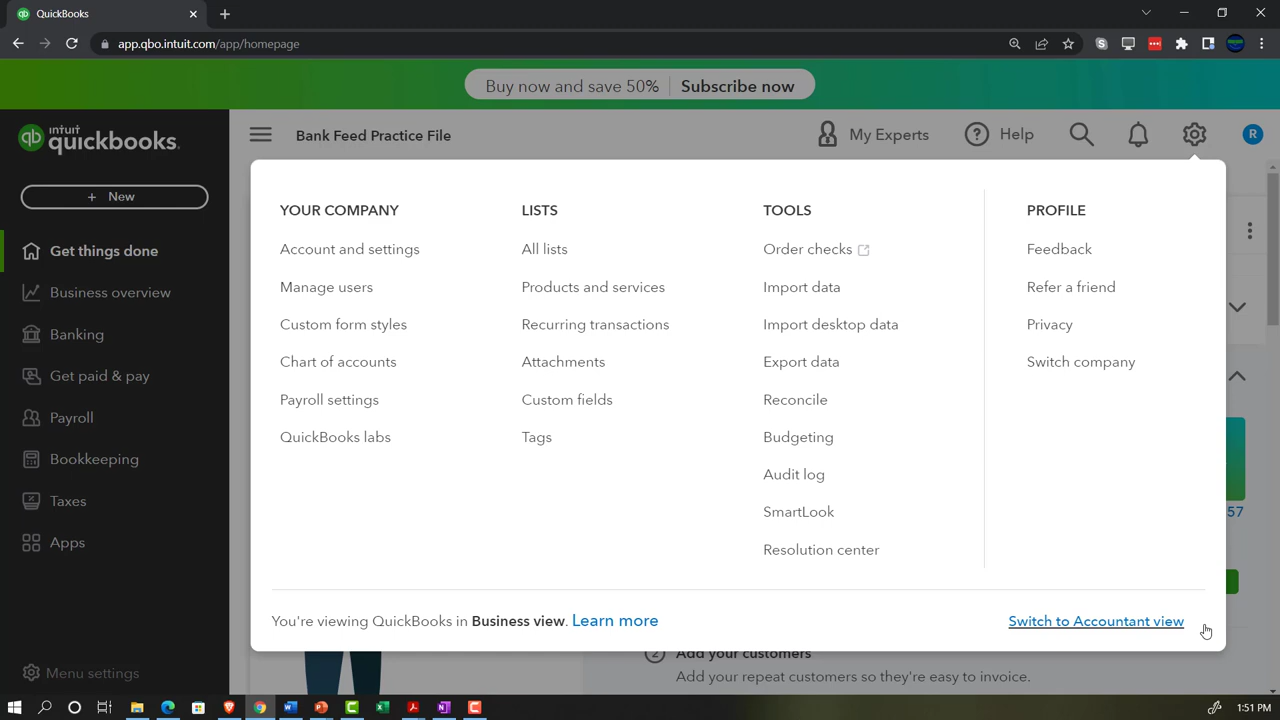 QuickBooks
app.qbo.intuit.com/app/homepage
Buy now and save 50% Subscribe now
intuit
quickbooks.
Bank Feed Practice File
My Experts
Help
R
+ New
Get things done
Business overview
Banking
Get paid & pay
Payroll
Bookkeeping
Taxes
Apps
Menu settings
YOUR COMPANY
Account and settings
Manage users
Custom form styles
Chart of accounts
Payroll settings
QuickBooks labs
LISTS
All lists
Products and services
Recurring transactions
Attachments
Custom fields
Tags
TOOLS
Order checks
Import data
Import desktop data
Export data
Reconcile
Budgeting
Audit log
SmartLook
Resolution center
PROFILE
Feedback
Refer a friend
Privacy
Switch company
You're viewing QuickBooks in Business view. Learn more
Switch to Accountant view
57
2 Add your customers
Add your repeat customers so they're easy to invoice.
1:51 PM